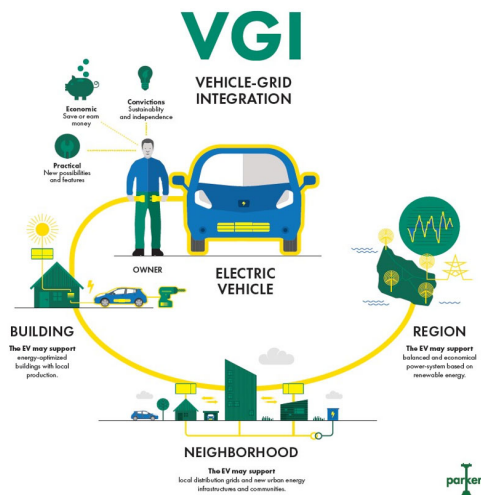 VGI
VEHICLE-GRID
INTEGRATION
Economic
Save or earn
money
Convictions
Sustainability
and independence
Practical
New possibilities
and features
OWNER
ELECTRIC
VEHICLE
BUILDING
The EV may support
energy-optimized
buildings with local
production.
REGION
The EV may support
balanced and economical
power-system based on
renewable energy.
NEIGHBORHOOD
The EV may support
local distribution grids and new urban energy
infrastructures and communities.
parker